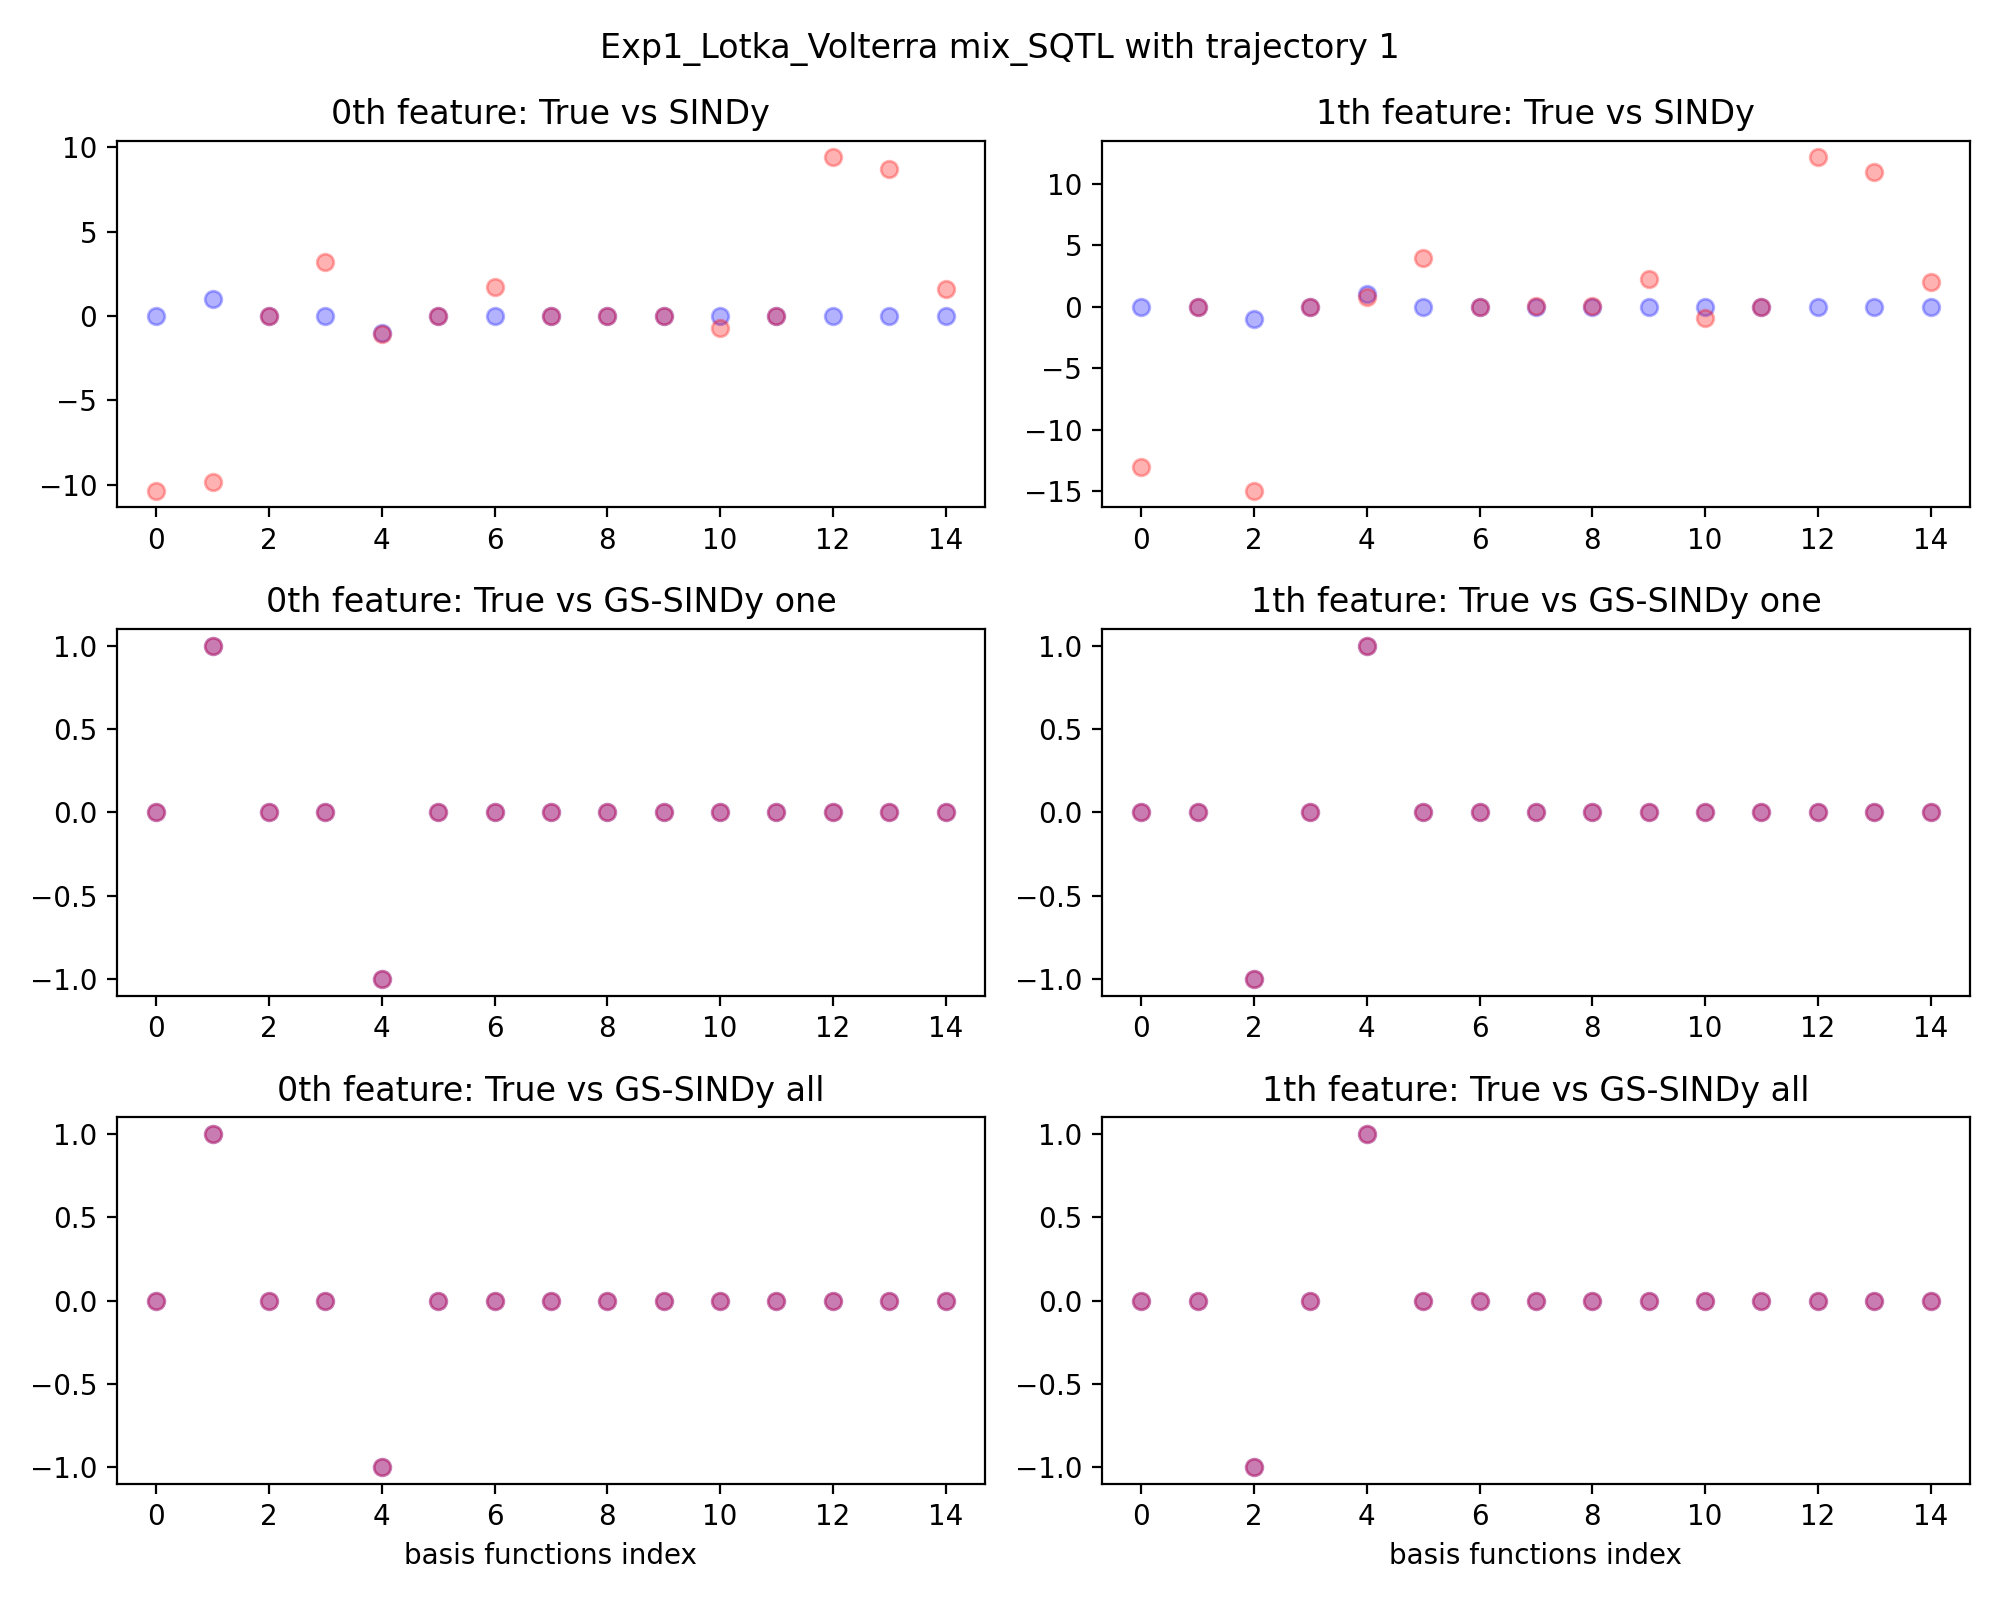 Exp1_Lotka_Volterra mix_SQTL with trajectory 1
0th feature: True vs SINDy
10
5
0
−5
−10
0 2 4 6 8 10 12 14
1th feature: True vs SINDy
10
5
0
−5
−10
−15
0 2 4 6 8 10 12 14
0th feature: True vs GS-SINDy one
1.0
0.5
0.0
−0.5
−1.0
0 2 4 6 8 10 12 14
1th feature: True vs GS-SINDy one
1.0
0.5
0.0
−0.5
−1.0
0 2 4 6 8 10 12 14
0th feature: True vs GS-SINDy all
1.0
0.5
0.0
−0.5
−1.0
0 2 4 6 8 10 12 14
basis functions index
1th feature: True vs GS-SINDy all
1.0
0.5
0.0
−0.5
−1.0
0 2 4 6 8 10 12 14
basis functions index